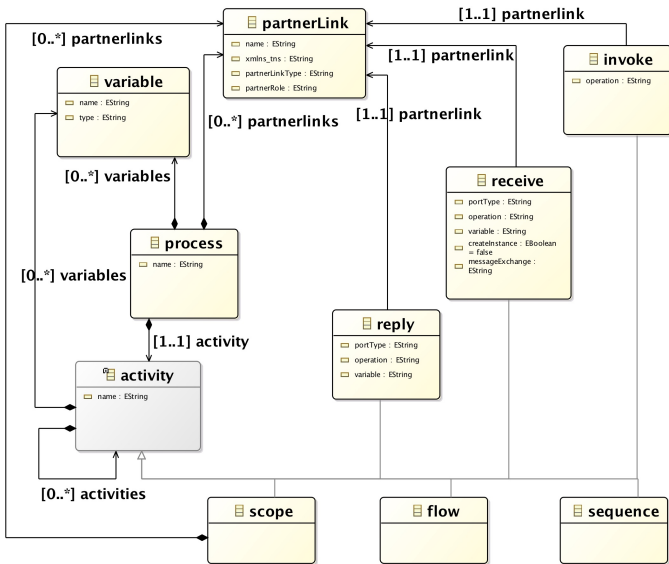 partnerLink
name : EString
xmlns_tns : EString
partnerLinkType : EString
partnerRole : EString
[1..1] partnerlink
[0..*] partnerlinks
[1..1] partnerlink
invoke
operation : EString
variable
name : EString
type : EString
[0..*] partnerlinks
[1..1] partnerlink
[0..*] variables
receive
portType : EString
operation : EString
variable : EString
createInstance : EBoolean
= false
messageExchange :
EString
process
name : EString
[0..*] variables
reply
portType : EString
operation : EString
variable : EString
[1..1] activity
activity
name : EString
[0..*] activities
scope
flow
sequence